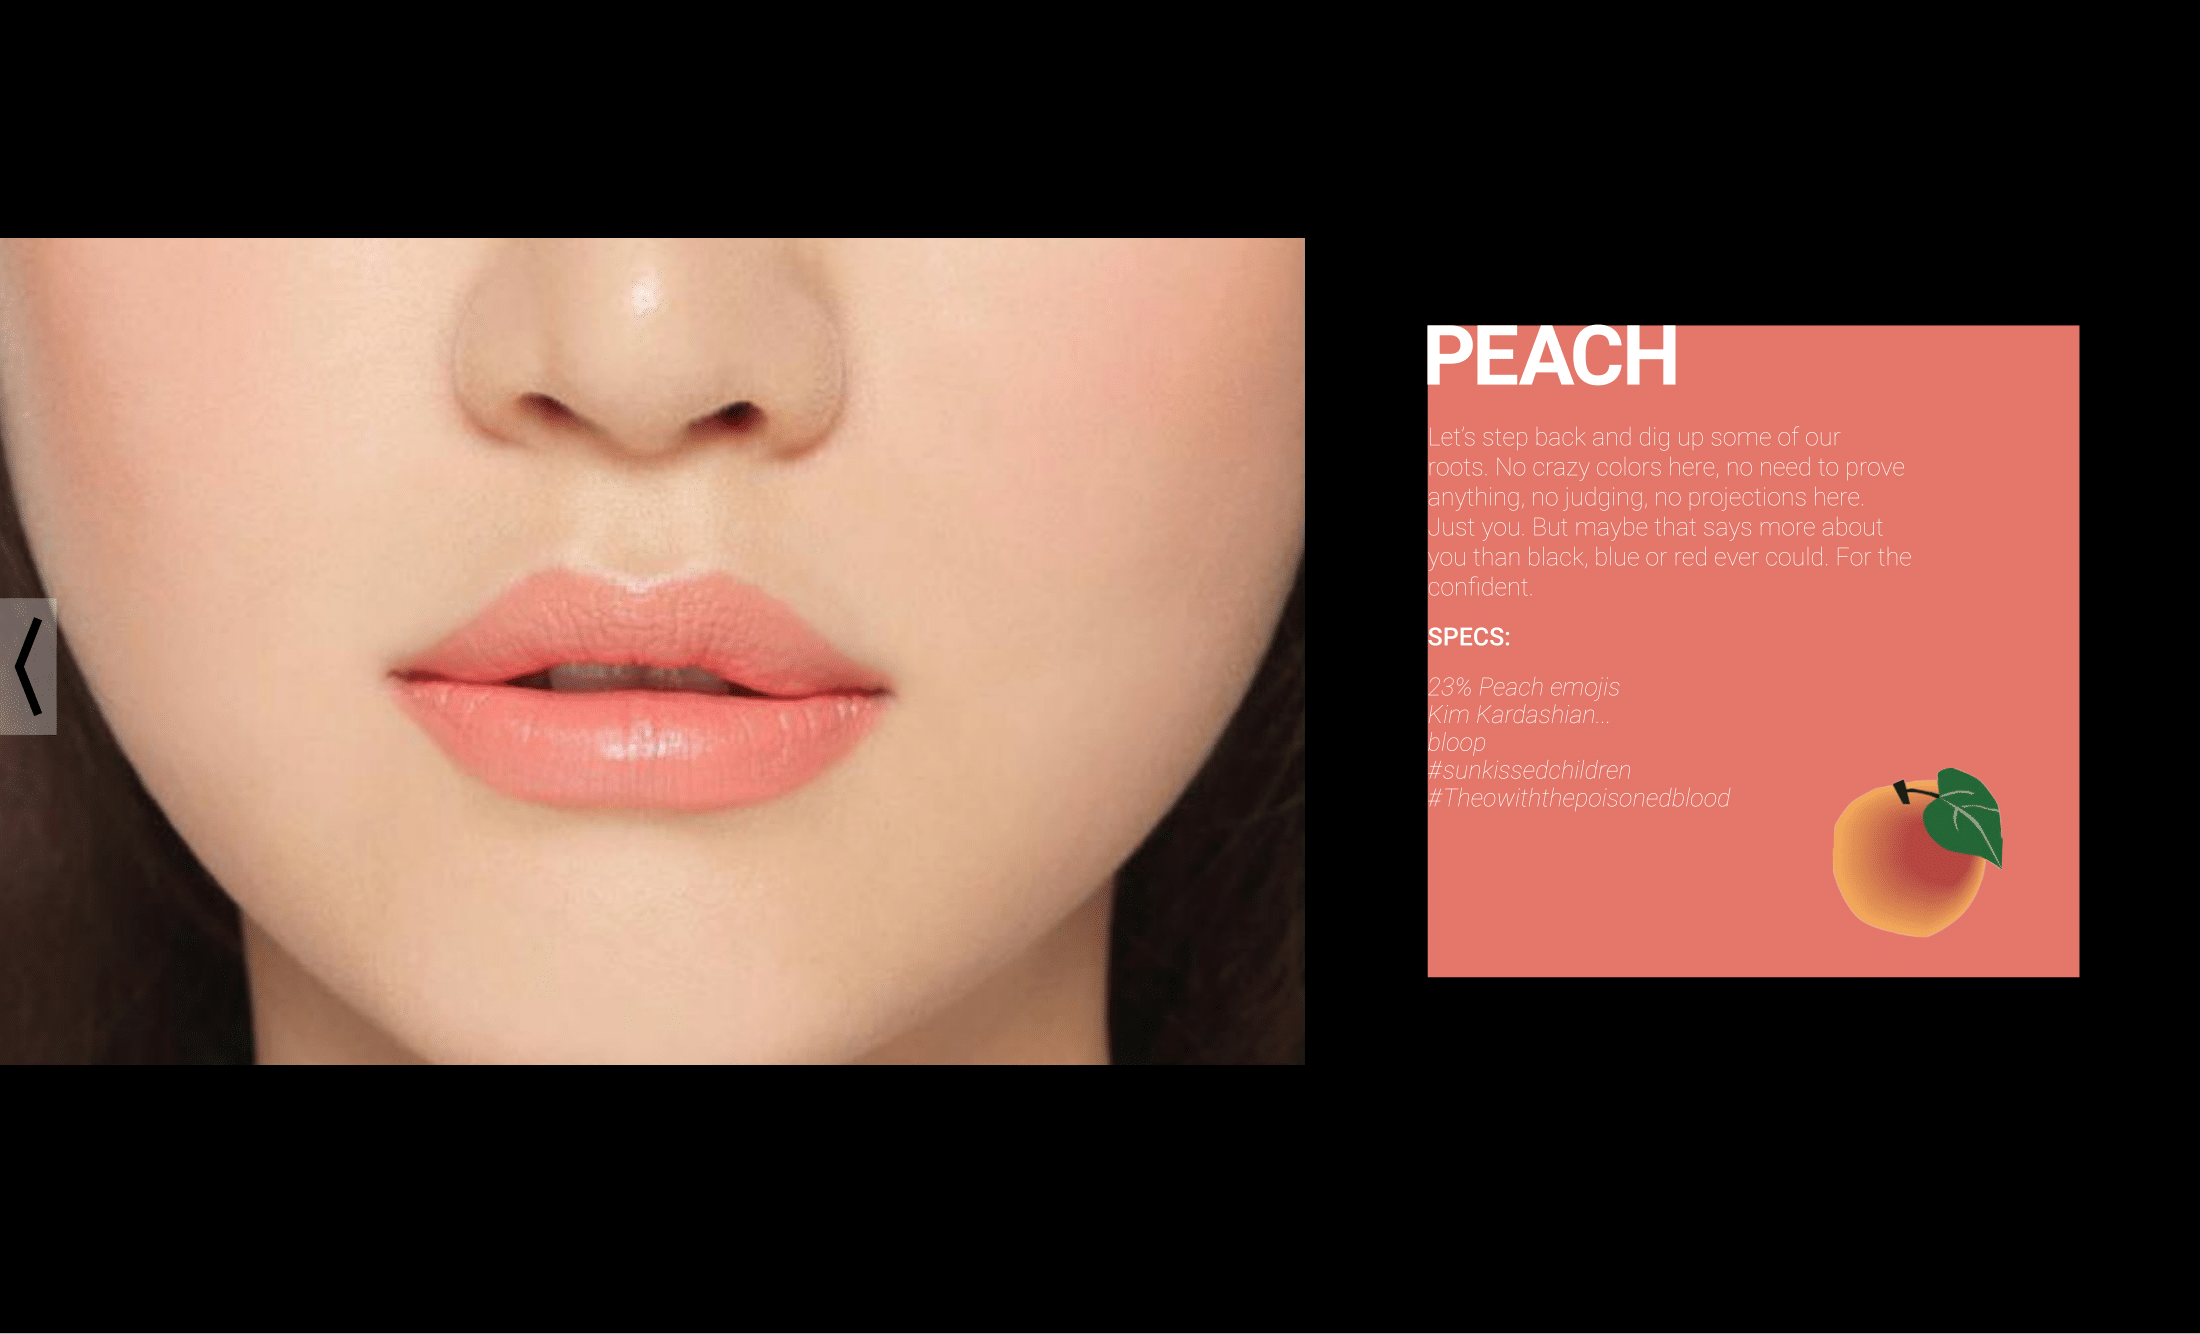 PEACH
Let's step back and dig up some of our
roots. No crazy colors here, no need to prove
anything, no judging, no projections here.
Just you. But maybe that says more about
you than black, blue or red ever could. For the
confident.
SPECS:
23% Peach emojis
Kim Kardashian...
bloop
#sunkissedchildren
#Theowiththepoisonedblood